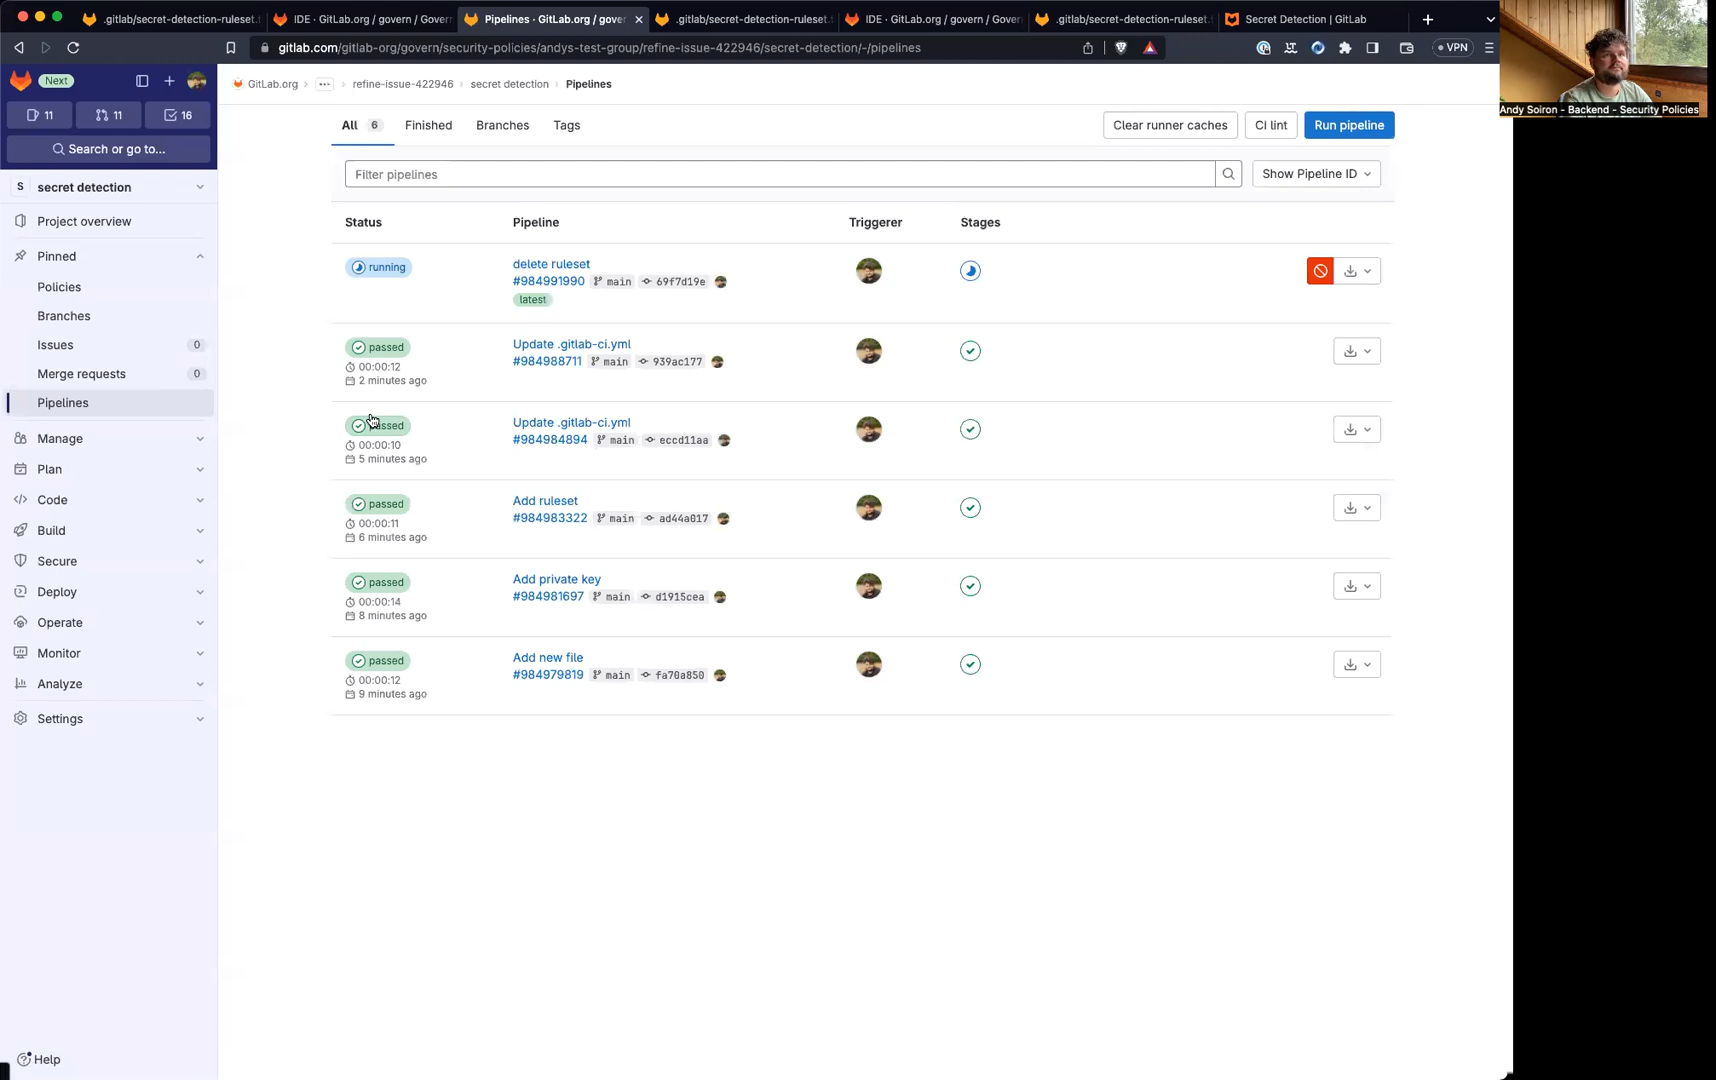 .gitlab/secret-detection-ruleset.
IDE · GitLab.org / govern / Gover
Pipelines · GitLab.org / gover
.gitlab/secret-detection-ruleset.
IDE · GitLab.org / govern / Gove
.gitlab/secret-detection-ruleset.
Secret Detection | GitLab
gitlab.com/gitlab-org/govern/security-policies/andys-test-group/refine-issue-422946/secret-detection/-/pipelines
VPN
Andy Soiron - Backend - Security Policies
Next
11
11
16
Search or go to...
S secret detection
Project overview
Pinned
Policies
Branches
Issues 0
Merge requests 0
Pipelines
Manage
Plan
Code
Build
Secure
Deploy
Operate
Monitor
Analyze
Settings
Help
GitLab.org > ··· > refine-issue-422946 > secret detection > Pipelines
All 6 Finished Branches Tags
Clear runner caches CI lint Run pipeline
Filter pipelines
Show Pipeline ID
Status Pipeline Triggerer Stages
running
delete ruleset
#984991990 main 69f7d19e
latest
passed
00:00:12
2 minutes ago
Update .gitlab-ci.yml
#984988711 main 939ac177
passed
00:00:10
5 minutes ago
Update .gitlab-ci.yml
#984984894 main eccd11aa
passed
00:00:11
6 minutes ago
Add ruleset
#984983322 main ad44a017
passed
00:00:14
8 minutes ago
Add private key
#984981697 main d1915cea
passed
00:00:12
9 minutes ago
Add new file
#984979819 main fa70a850